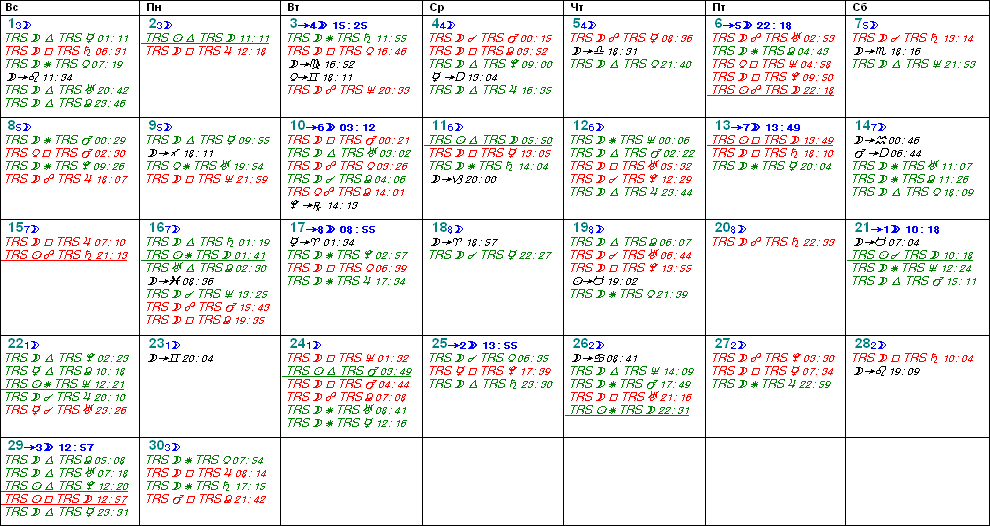 Вс Пн Вт Ср Чт Пт Сб
1 3☽
TRS ☽ △ TRS ☿ 01:11
TRS ☽ □ TRS ♄ 06:31
TRS ☽ ✶ TRS ♀ 07:19
☽→♌ 11:34
TRS ☽ △ TRS ♅ 20:42
TRS ☽ △ TRS ☊ 23:46
2 3☽
TRS ☉ △ TRS ☽ 11:11
TRS ☽ □ TRS ♂ 12:18
3→4☽ 15:25
TRS ☽ ✶ TRS ♄ 11:55
TRS ☽ □ TRS ♀ 16:46
☽→♍ 16:52
♀→♊ 18:11
TRS ☽ ☍ TRS ♆ 20:33
4 4☽
TRS ☽ ☌ TRS ♂ 00:15
TRS ☽ □ TRS ☊ 03:52
TRS ☽ △ TRS ♇ 09:00
☿→D 13:04
TRS ☽ △ TRS ♃ 16:35
5 4☽
TRS ☽ ☍ TRS ☿ 08:36
☽→♎ 18:31
TRS ☽ △ TRS ♀ 21:40
6→5☽ 22:18
TRS ☽ ☍ TRS ♅ 02:53
TRS ☽ ✶ TRS ☊ 04:43
TRS ♀ □ TRS ♆ 04:58
TRS ☽ □ TRS ♇ 09:50
TRS ☉ ☍ TRS ☽ 22:18
7 5☽
TRS ☽ ☌ TRS ♄ 13:14
☽→♏ 18:16
TRS ☽ △ TRS ♆ 21:53
8 5☽
TRS ☽ ✶ TRS ♂ 00:29
TRS ♀ □ TRS ♂ 02:30
TRS ☽ ✶ TRS ♇ 09:26
TRS ☽ ☍ TRS ♃ 18:07
9 5☽
TRS ☽ △ TRS ☿ 09:55
☽→♐ 18:11
TRS ♀ ✶ TRS ♅ 19:54
TRS ☽ □ TRS ♆ 21:59
10→6☽ 03:12
TRS ☽ □ TRS ♂ 00:21
TRS ☽ △ TRS ♅ 03:02
TRS ☽ ☍ TRS ♀ 03:26
TRS ☽ ☌ TRS ☊ 04:06
TRS ♀ ☍ TRS ☊ 14:01
♇→℞ 14:13
11 6☽
TRS ☉ △ TRS ☽ 05:50
TRS ☽ □ TRS ☿ 13:05
TRS ☽ ✶ TRS ♄ 14:04
☽→♑ 20:00
12 6☽
TRS ☽ ✶ TRS ♆ 00:06
TRS ☽ △ TRS ♂ 02:22
TRS ☽ □ TRS ♅ 05:32
TRS ☽ ☌ TRS ♇ 12:29
TRS ☽ △ TRS ♃ 23:44
13→7☽ 13:49
TRS ☉ □ TRS ☽ 13:49
TRS ☽ □ TRS ♄ 18:10
TRS ☽ ✶ TRS ☿ 20:04
14 7☽
☽→♒ 00:46
♂→D 06:44
TRS ☽ ✶ TRS ♅ 11:07
TRS ☽ ✶ TRS ☊ 11:26
TRS ☽ △ TRS ♀ 18:09
15 7☽
TRS ☽ □ TRS ♃ 07:10
TRS ☉ ☍ TRS ♄ 21:13
16 7☽
TRS ☽ △ TRS ♄ 01:19
TRS ☉ ✶ TRS ☽ 01:41
TRS ♅ △ TRS ☊ 02:30
☽→♓ 08:36
TRS ☽ ☌ TRS ♆ 13:25
TRS ☽ ☍ TRS ♂ 15:43
TRS ☽ □ TRS ☊ 19:35
17→8☽ 08:55
☿→♈ 01:34
TRS ☽ ✶ TRS ♇ 02:57
TRS ☽ □ TRS ♀ 06:39
TRS ☽ ✶ TRS ♃ 17:34
18 8☽
☽→♈ 18:57
TRS ☽ ☌ TRS ☿ 22:27
19 8☽
TRS ☽ △ TRS ☊ 06:07
TRS ☽ ☌ TRS ♅ 06:44
TRS ☽ □ TRS ♇ 13:55
☉→♉ 19:02
TRS ☽ ✶ TRS ♀ 21:39
20 8☽
TRS ☽ ☍ TRS ♄ 22:33
21→1☽ 10:18
☽→♉ 07:04
TRS ☉ ☌ TRS ☽ 10:18
TRS ☽ ✶ TRS ♆ 12:24
TRS ☽ △ TRS ♂ 15:11
22 1☽
TRS ☽ △ TRS ♇ 02:23
TRS ☿ △ TRS ☊ 10:18
TRS ☉ ✶ TRS ♆ 12:21
TRS ☽ ☌ TRS ♃ 20:10
TRS ☿ ☌ TRS ♅ 23:26
23 1☽
☽→♊ 20:04
24 1☽
TRS ☽ □ TRS ♆ 01:32
TRS ☉ △ TRS ♂ 03:49
TRS ☽ □ TRS ♂ 04:44
TRS ☽ ☍ TRS ☊ 07:08
TRS ☽ ✶ TRS ♅ 08:41
TRS ☽ ✶ TRS ☿ 12:16
25→2☽ 13:55
TRS ☽ ☌ TRS ♀ 06:35
TRS ☿ □ TRS ♇ 17:39
TRS ☽ △ TRS ♄ 23:30
26 2☽
☽→♋ 08:41
TRS ☽ △ TRS ♆ 14:09
TRS ☽ ✶ TRS ♂ 17:49
TRS ☽ □ TRS ♅ 21:16
TRS ☉ ✶ TRS ☽ 22:31
27 2☽
TRS ☽ ☍ TRS ♇ 03:30
TRS ☽ □ TRS ☿ 07:34
TRS ☽ ✶ TRS ♃ 22:59
28 2☽
TRS ☽ □ TRS ♄ 10:04
☽→♌ 19:09
29→3☽ 12:57
TRS ☽ △ TRS ☊ 05:08
TRS ☽ △ TRS ♅ 07:18
TRS ☉ △ TRS ♇ 12:20
TRS ☉ □ TRS ☽ 12:57
TRS ☽ △ TRS ☿ 23:31
30 3☽
TRS ☽ ✶ TRS ♀ 07:54
TRS ☽ □ TRS ♃ 08:14
TRS ☽ ✶ TRS ♄ 17:15
TRS ♂ □ TRS ☊ 21:42